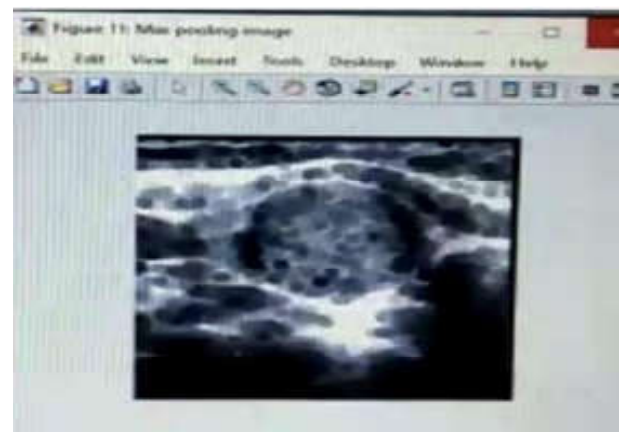 Figure 11: Max pooling image
File Edit View Insert Tools Desktop Window Help